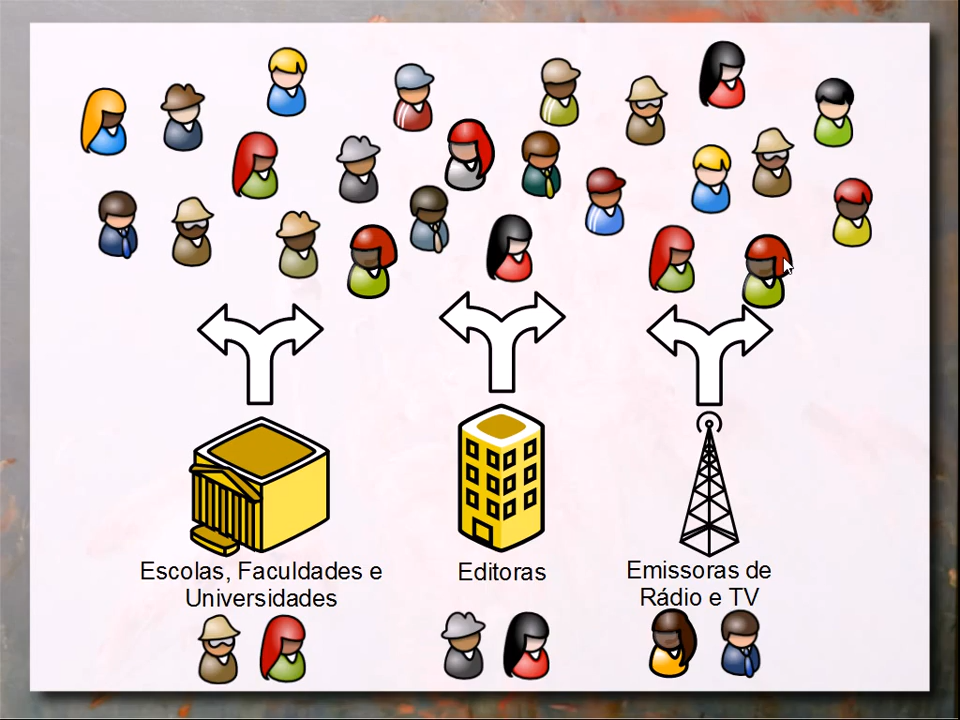 Escolas, Faculdades e
Universidades
Editoras
Emissoras de
Rádio e TV